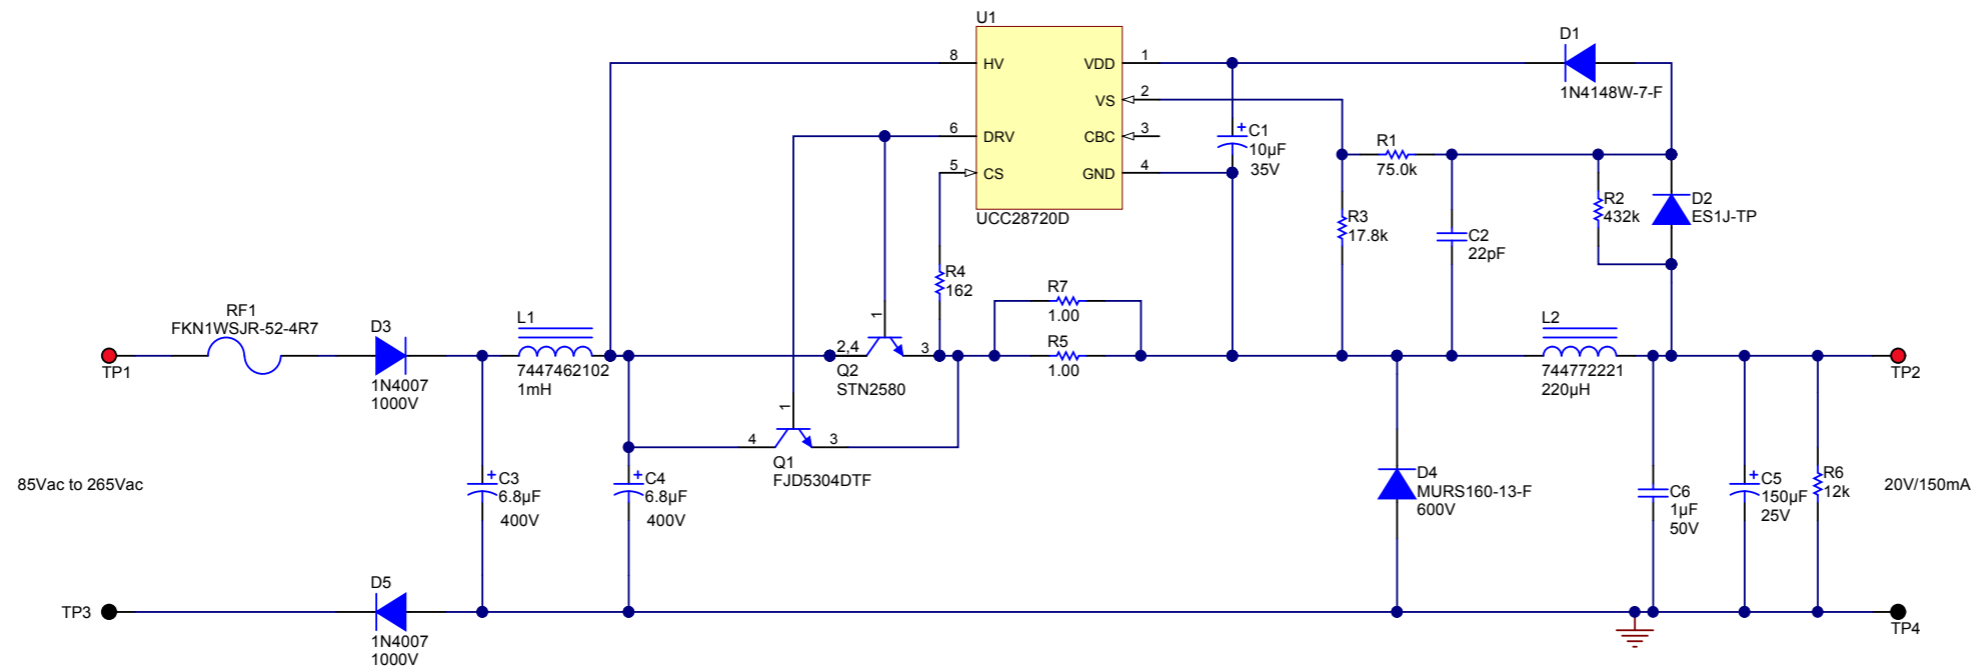 U1
8
HV
VDD
1
VS
2
6
DRV
CBC
3
5
CS
GND
4
UCC28720D
D1
1N4148W-7-F
C1
10µF
35V
R1
75.0k
R3
17.8k
C2
22pF
R2
432k
D2
ES1J-TP
R4
162
R7
1.00
R5
1.00
RF1
FKN1WSJR-52-4R7
TP1
D3
1N4007
1000V
L1
7447462102
1mH
1
2,4
3
Q2
STN2580
1
4
3
Q1
FJD5304DTF
L2
744772221
220µH
TP2
85Vac to 265Vac
C3
6.8µF
400V
C4
6.8µF
400V
D4
MURS160-13-F
600V
C6
1µF
50V
C5
150µF
25V
R6
12k
20V/150mA
TP3
D5
1N4007
1000V
TP4
+
+
+
+